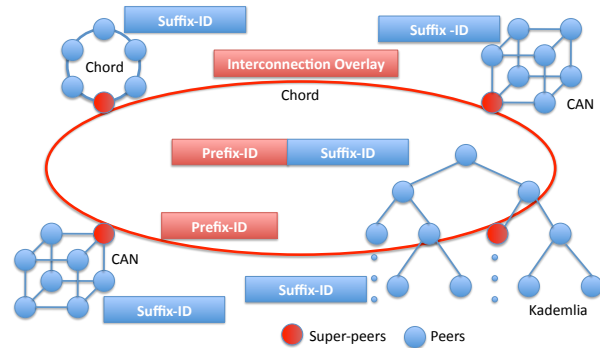 Suffix-ID
Suffix -ID
Chord
Interconnection Overlay
Chord
CAN
Prefix-ID Suffix-ID
Prefix-ID
CAN
Suffix-ID
Suffix-ID
Kademlia
Super-peers Peers